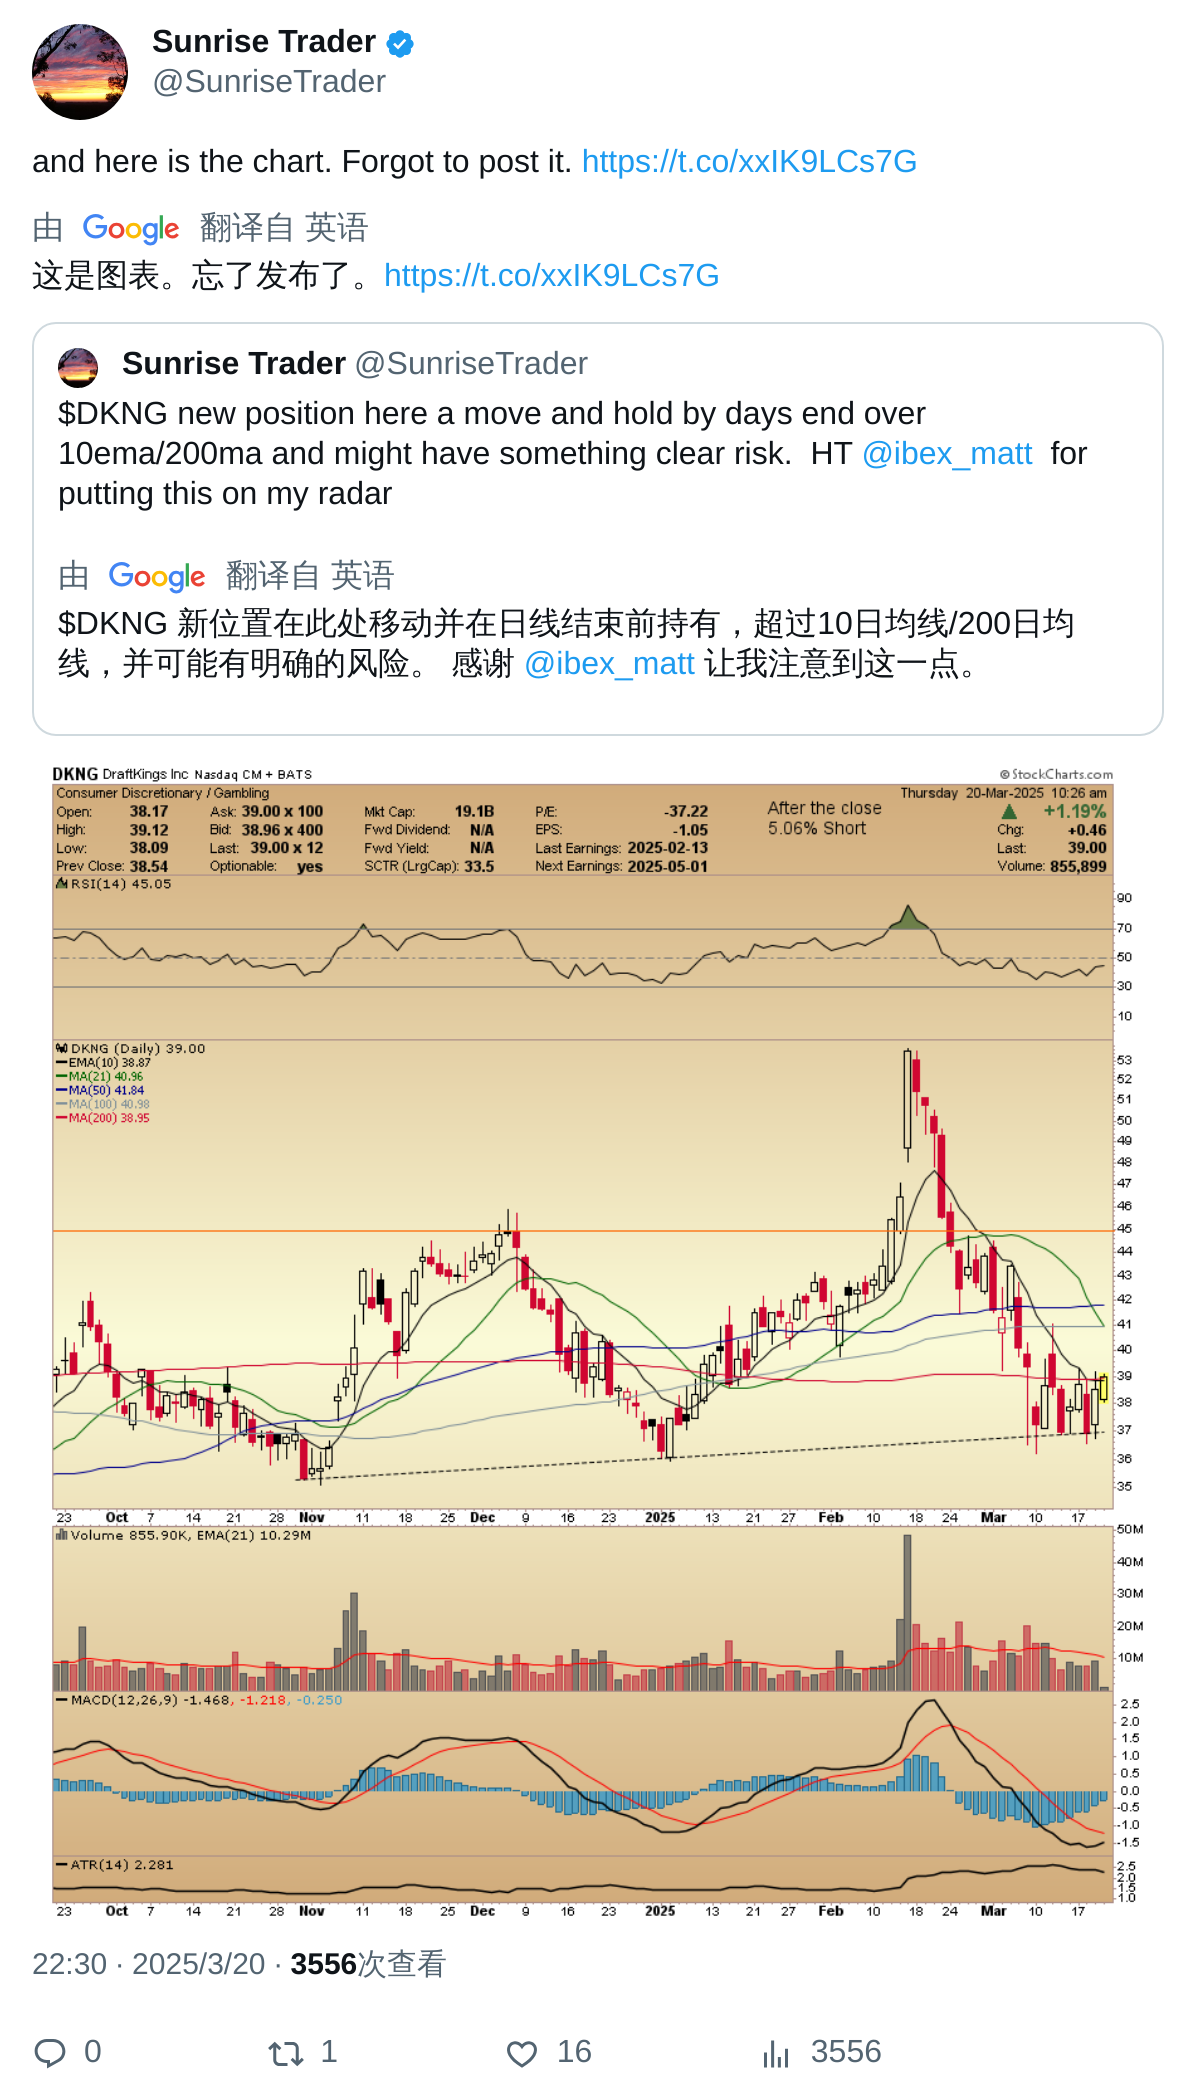 Sunrise Trader
@SunriseTrader
and here is the chart. Forgot to post it. https://t.co/xxIK9LCs7G
由 Google 翻译自 英语
这是图表。忘了发布了。https://t.co/xxIK9LCs7G
Sunrise Trader @SunriseTrader
$DKNG new position here a move and hold by days end over
10ema/200ma and might have something clear risk.  HT @ibex_matt  for
putting this on my radar
由 Google 翻译自 英语
$DKNG 新位置在此处移动并在日线结束前持有，超过10日均线/200日均
线，并可能有明确的风险。 感谢 @ibex_matt 让我注意到这一点。
DKNG DraftKings Inc Nasdaq CM + BATS © StockCharts.com
Consumer Discretionary / Gambling Thursday 20-Mar-2025 10:26 am
Open: 38.17 Ask: 39.00 x 100 Mkt Cap: 19.1B P/E: -37.22 After the close ▲ +1.19%
High: 39.12 Bid: 38.96 x 400 Fwd Dividend: N/A EPS: -1.05 5.06% Short Chg: +0.46
Low: 38.09 Last: 39.00 x 12 Fwd Yield: N/A Last Earnings: 2025-02-13 Last: 39.00
Prev Close: 38.54 Optionable: yes SCTR (LrgCap): 33.5 Next Earnings: 2025-05-01 Volume: 855,899
RSI(14) 45.05
90
70
50
30
10
DKNG (Daily) 39.00
EMA(10) 38.87
MA(21) 40.96
MA(50) 41.84
MA(100) 40.98
MA(200) 38.95
53
52
51
50
49
48
47
46
45
44
43
42
41
40
39
38
37
36
35
23 Oct 7 14 21 28 Nov 11 18 25 Dec 9 16 23 2025 13 21 27 Feb 10 18 24 Mar 10 17
Volume 855.90K, EMA(21) 10.29M
50M
40M
30M
20M
10M
MACD(12,26,9) -1.468, -1.218, -0.250
2.5
2.0
1.5
1.0
0.5
0.0
-0.5
-1.0
-1.5
ATR(14) 2.281
2.5
2.0
1.5
1.0
23 Oct 7 14 21 28 Nov 11 18 25 Dec 9 16 23 2025 13 21 27 Feb 10 18 24 Mar 10 17
22:30 · 2025/3/20 · 3556次查看
0 1 16 3556